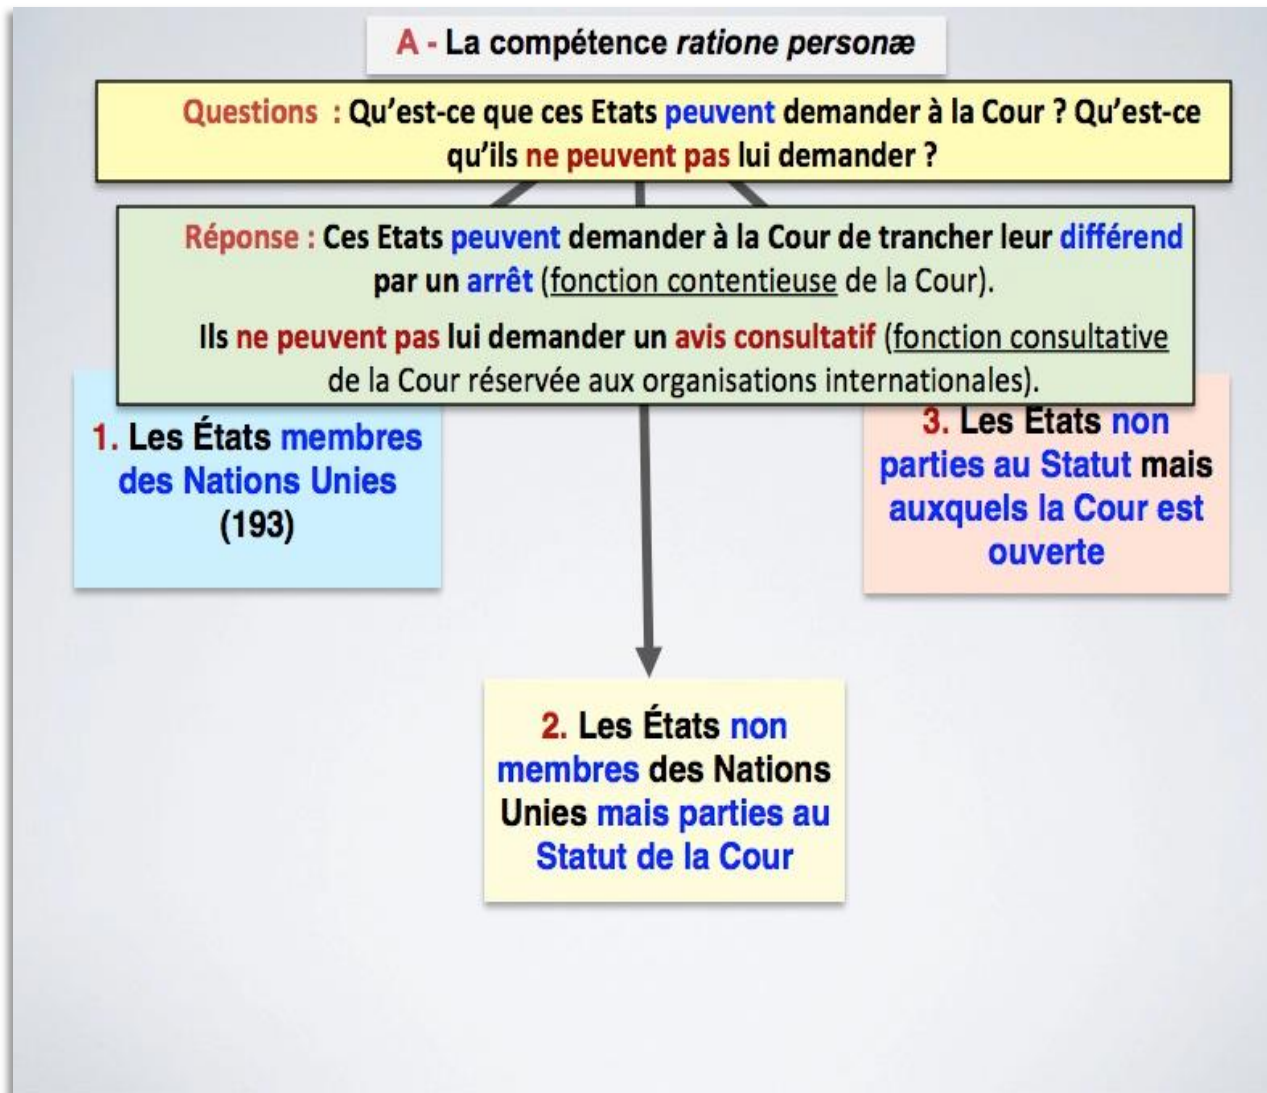 A - La compétence ratione personæ
Questions : Qu'est-ce que ces Etats peuvent demander à la Cour ? Qu'est-ce
qu'ils ne peuvent pas lui demander ?
Réponse : Ces Etats peuvent demander à la Cour de trancher leur différend
par un arrêt (fonction contentieuse de la Cour).
Ils ne peuvent pas lui demander un avis consultatif (fonction consultative
de la Cour réservée aux organisations internationales).
1. Les États membres
des Nations Unies
(193)
3. Les Etats non
parties au Statut mais
auxquels la Cour est
ouverte
2. Les États non
membres des Nations
Unies mais parties au
Statut de la Cour